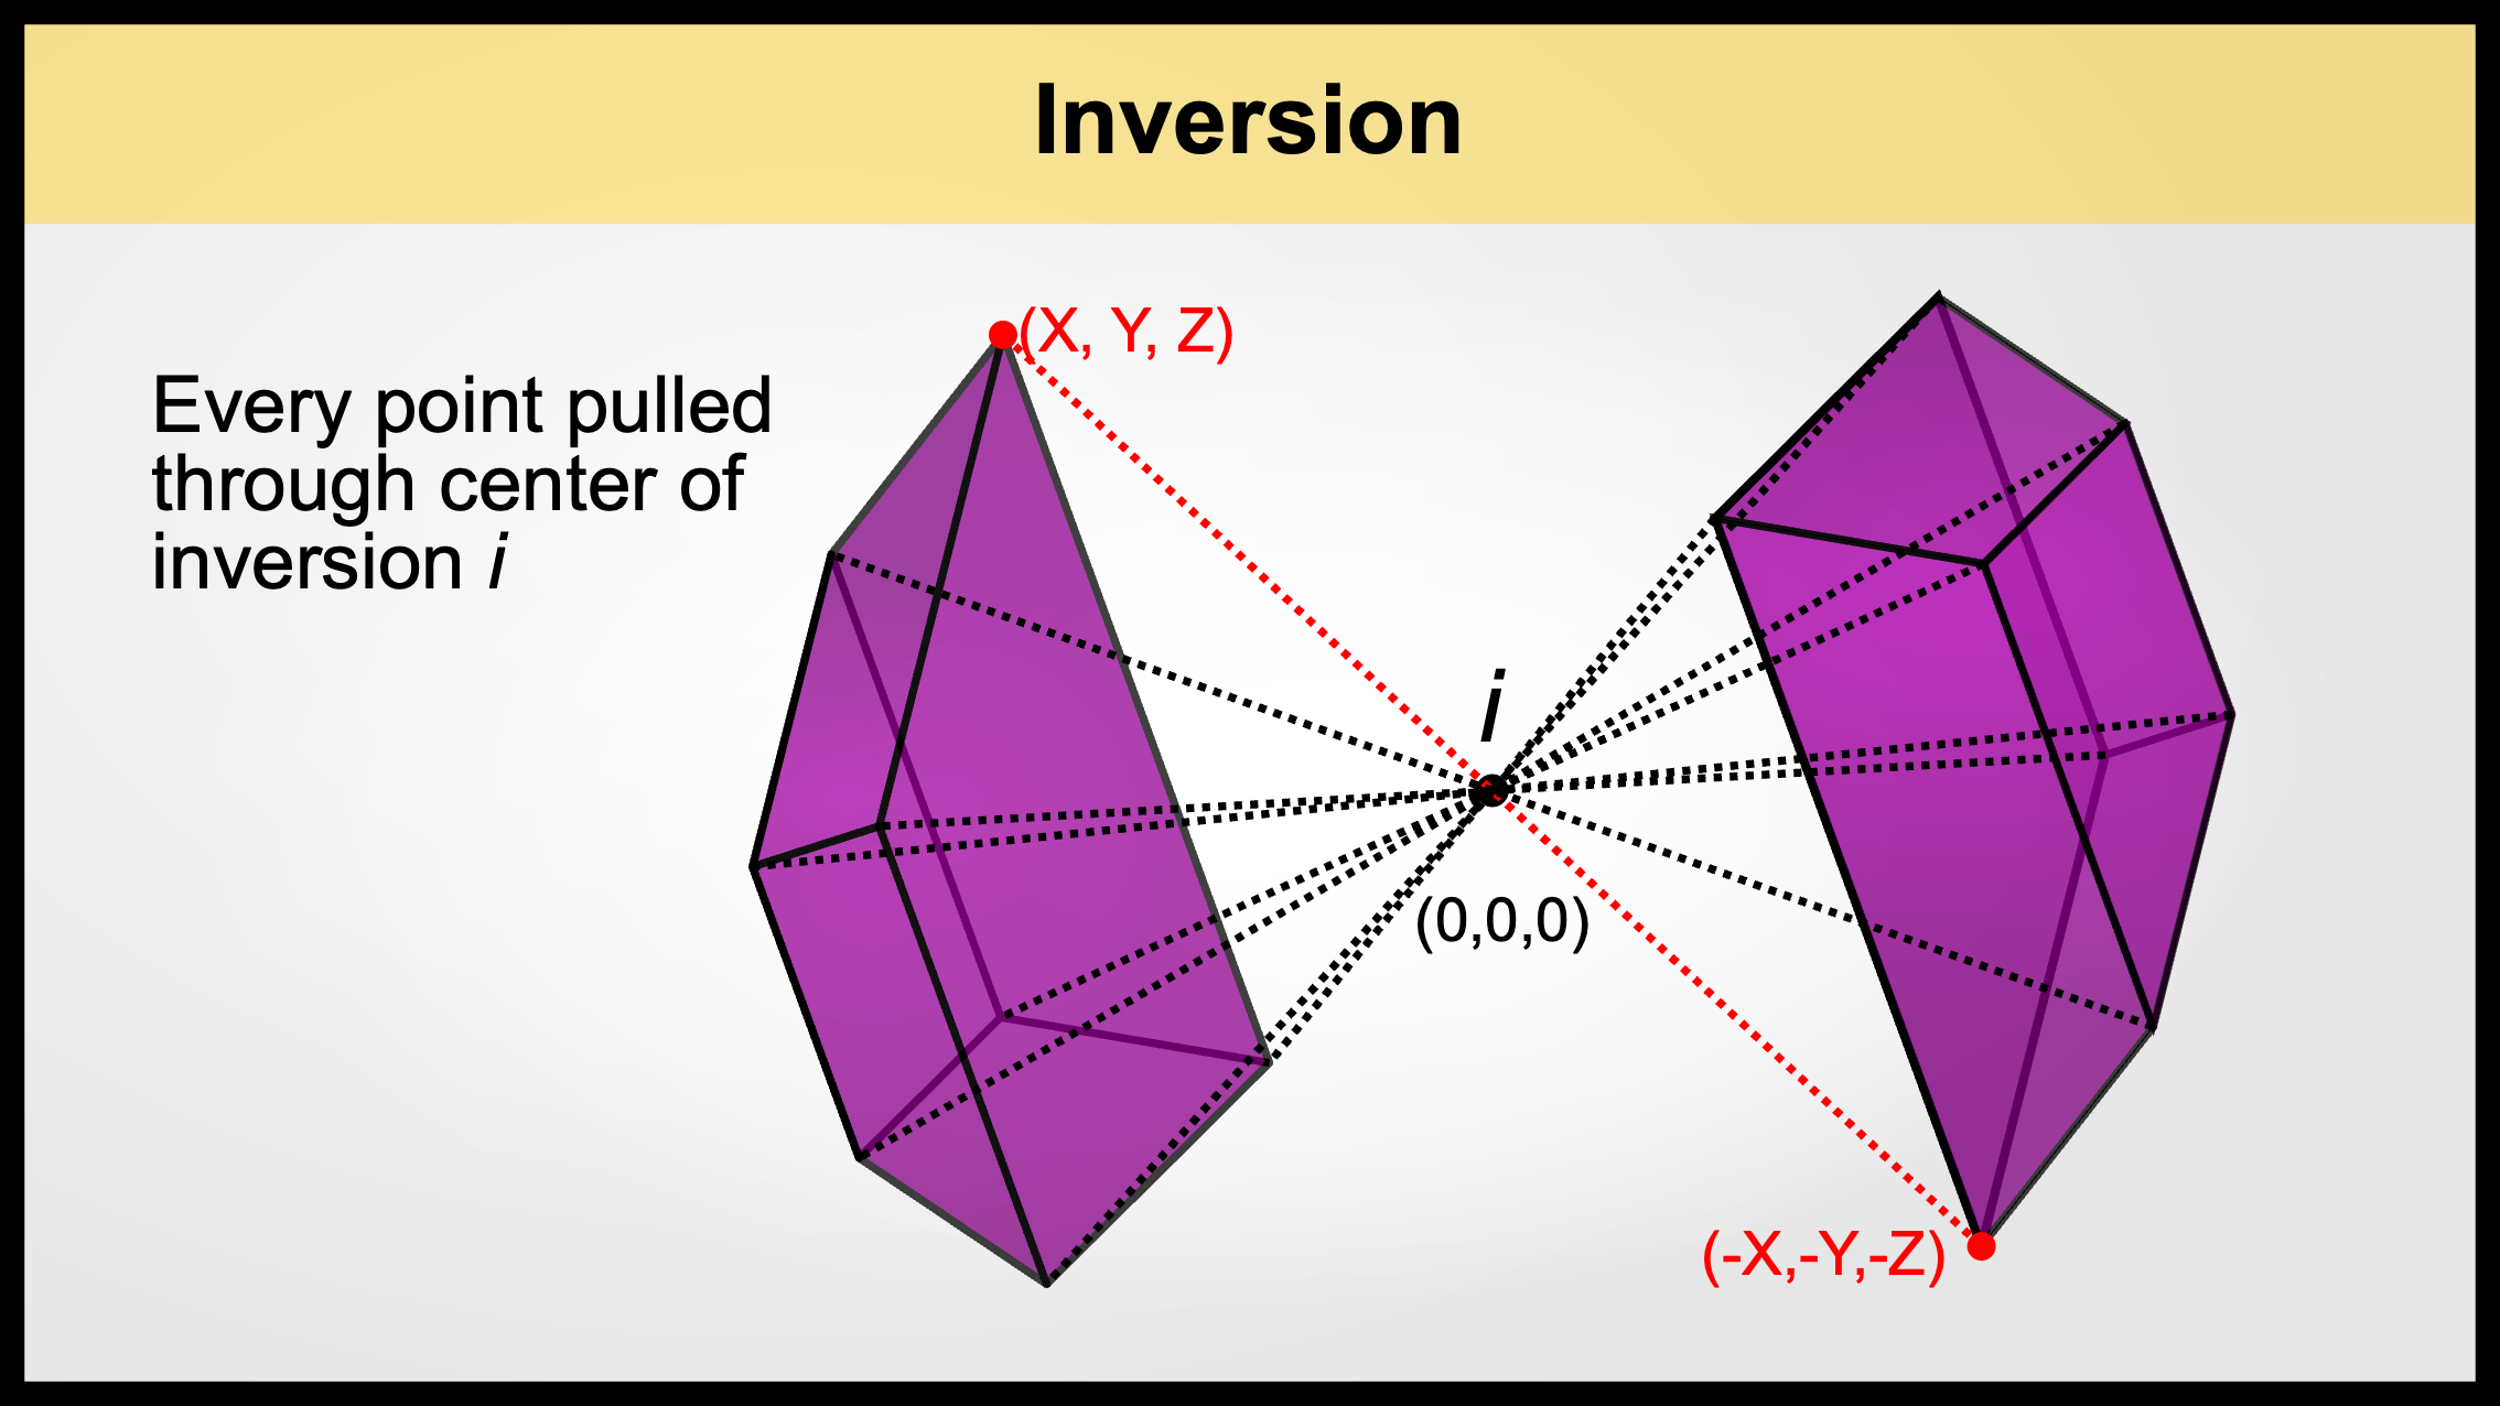 Inversion
Every point pulled
through center of
inversion i
(X, Y, Z)
i
(0,0,0)
(-X,-Y,-Z)